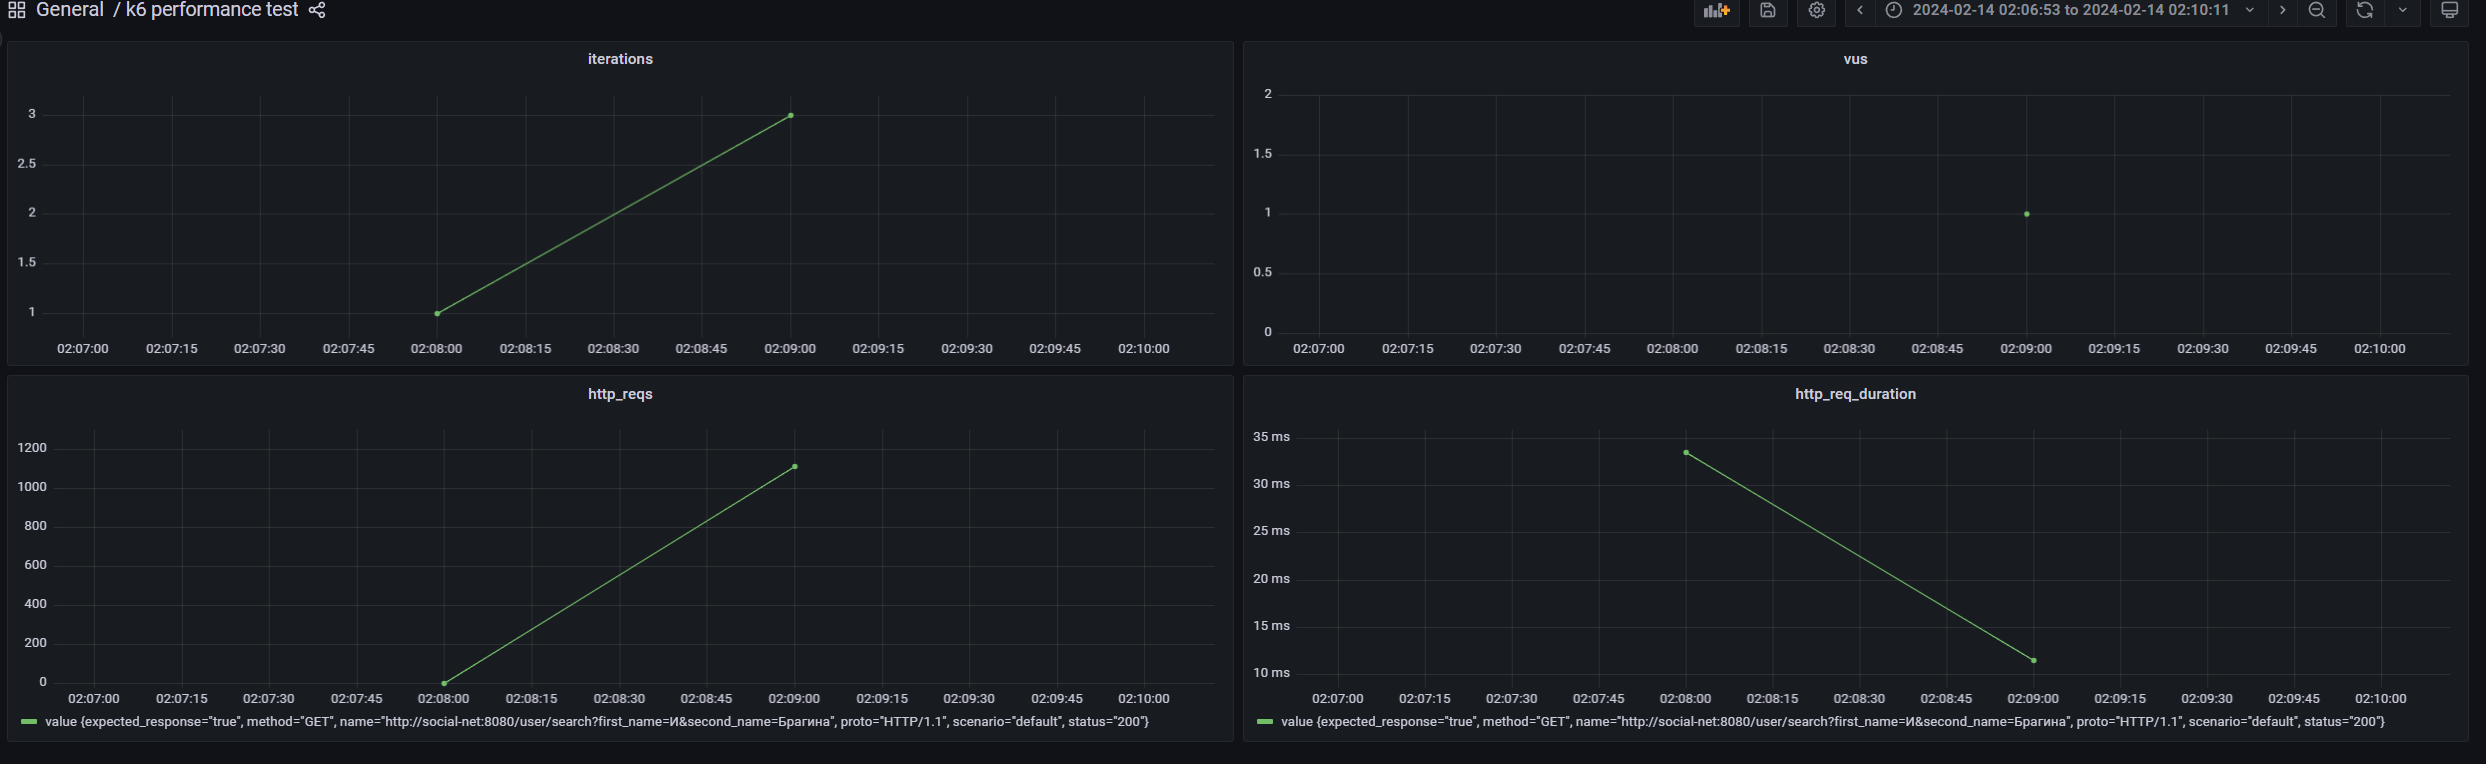 General / k6 performance test
2024-02-14 02:06:53 to 2024-02-14 02:10:11
iterations
3
2.5
2
1.5
1
02:07:00 02:07:15 02:07:30 02:07:45 02:08:00 02:08:15 02:08:30 02:08:45 02:09:00 02:09:15 02:09:30 02:09:45 02:10:00
vus
2
1.5
1
0.5
0
02:07:00 02:07:15 02:07:30 02:07:45 02:08:00 02:08:15 02:08:30 02:08:45 02:09:00 02:09:15 02:09:30 02:09:45 02:10:00
http_reqs
1200
1000
800
600
400
200
0
02:07:00 02:07:15 02:07:30 02:07:45 02:08:00 02:08:15 02:08:30 02:08:45 02:09:00 02:09:15 02:09:30 02:09:45 02:10:00
value {expected_response="true", method="GET", name="http://social-net:8080/user/search?first_name=И&second_name=Брагина", proto="HTTP/1.1", scenario="default", status="200"}
http_req_duration
35 ms
30 ms
25 ms
20 ms
15 ms
10 ms
02:07:00 02:07:15 02:07:30 02:07:45 02:08:00 02:08:15 02:08:30 02:08:45 02:09:00 02:09:15 02:09:30 02:09:45 02:10:00
value {expected_response="true", method="GET", name="http://social-net:8080/user/search?first_name=И&second_name=Брагина", proto="HTTP/1.1", scenario="default", status="200"}